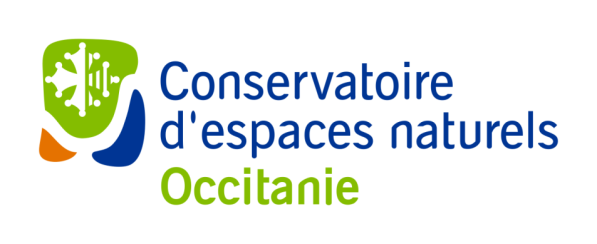 Conservatoire
d'espaces naturels
Occitanie